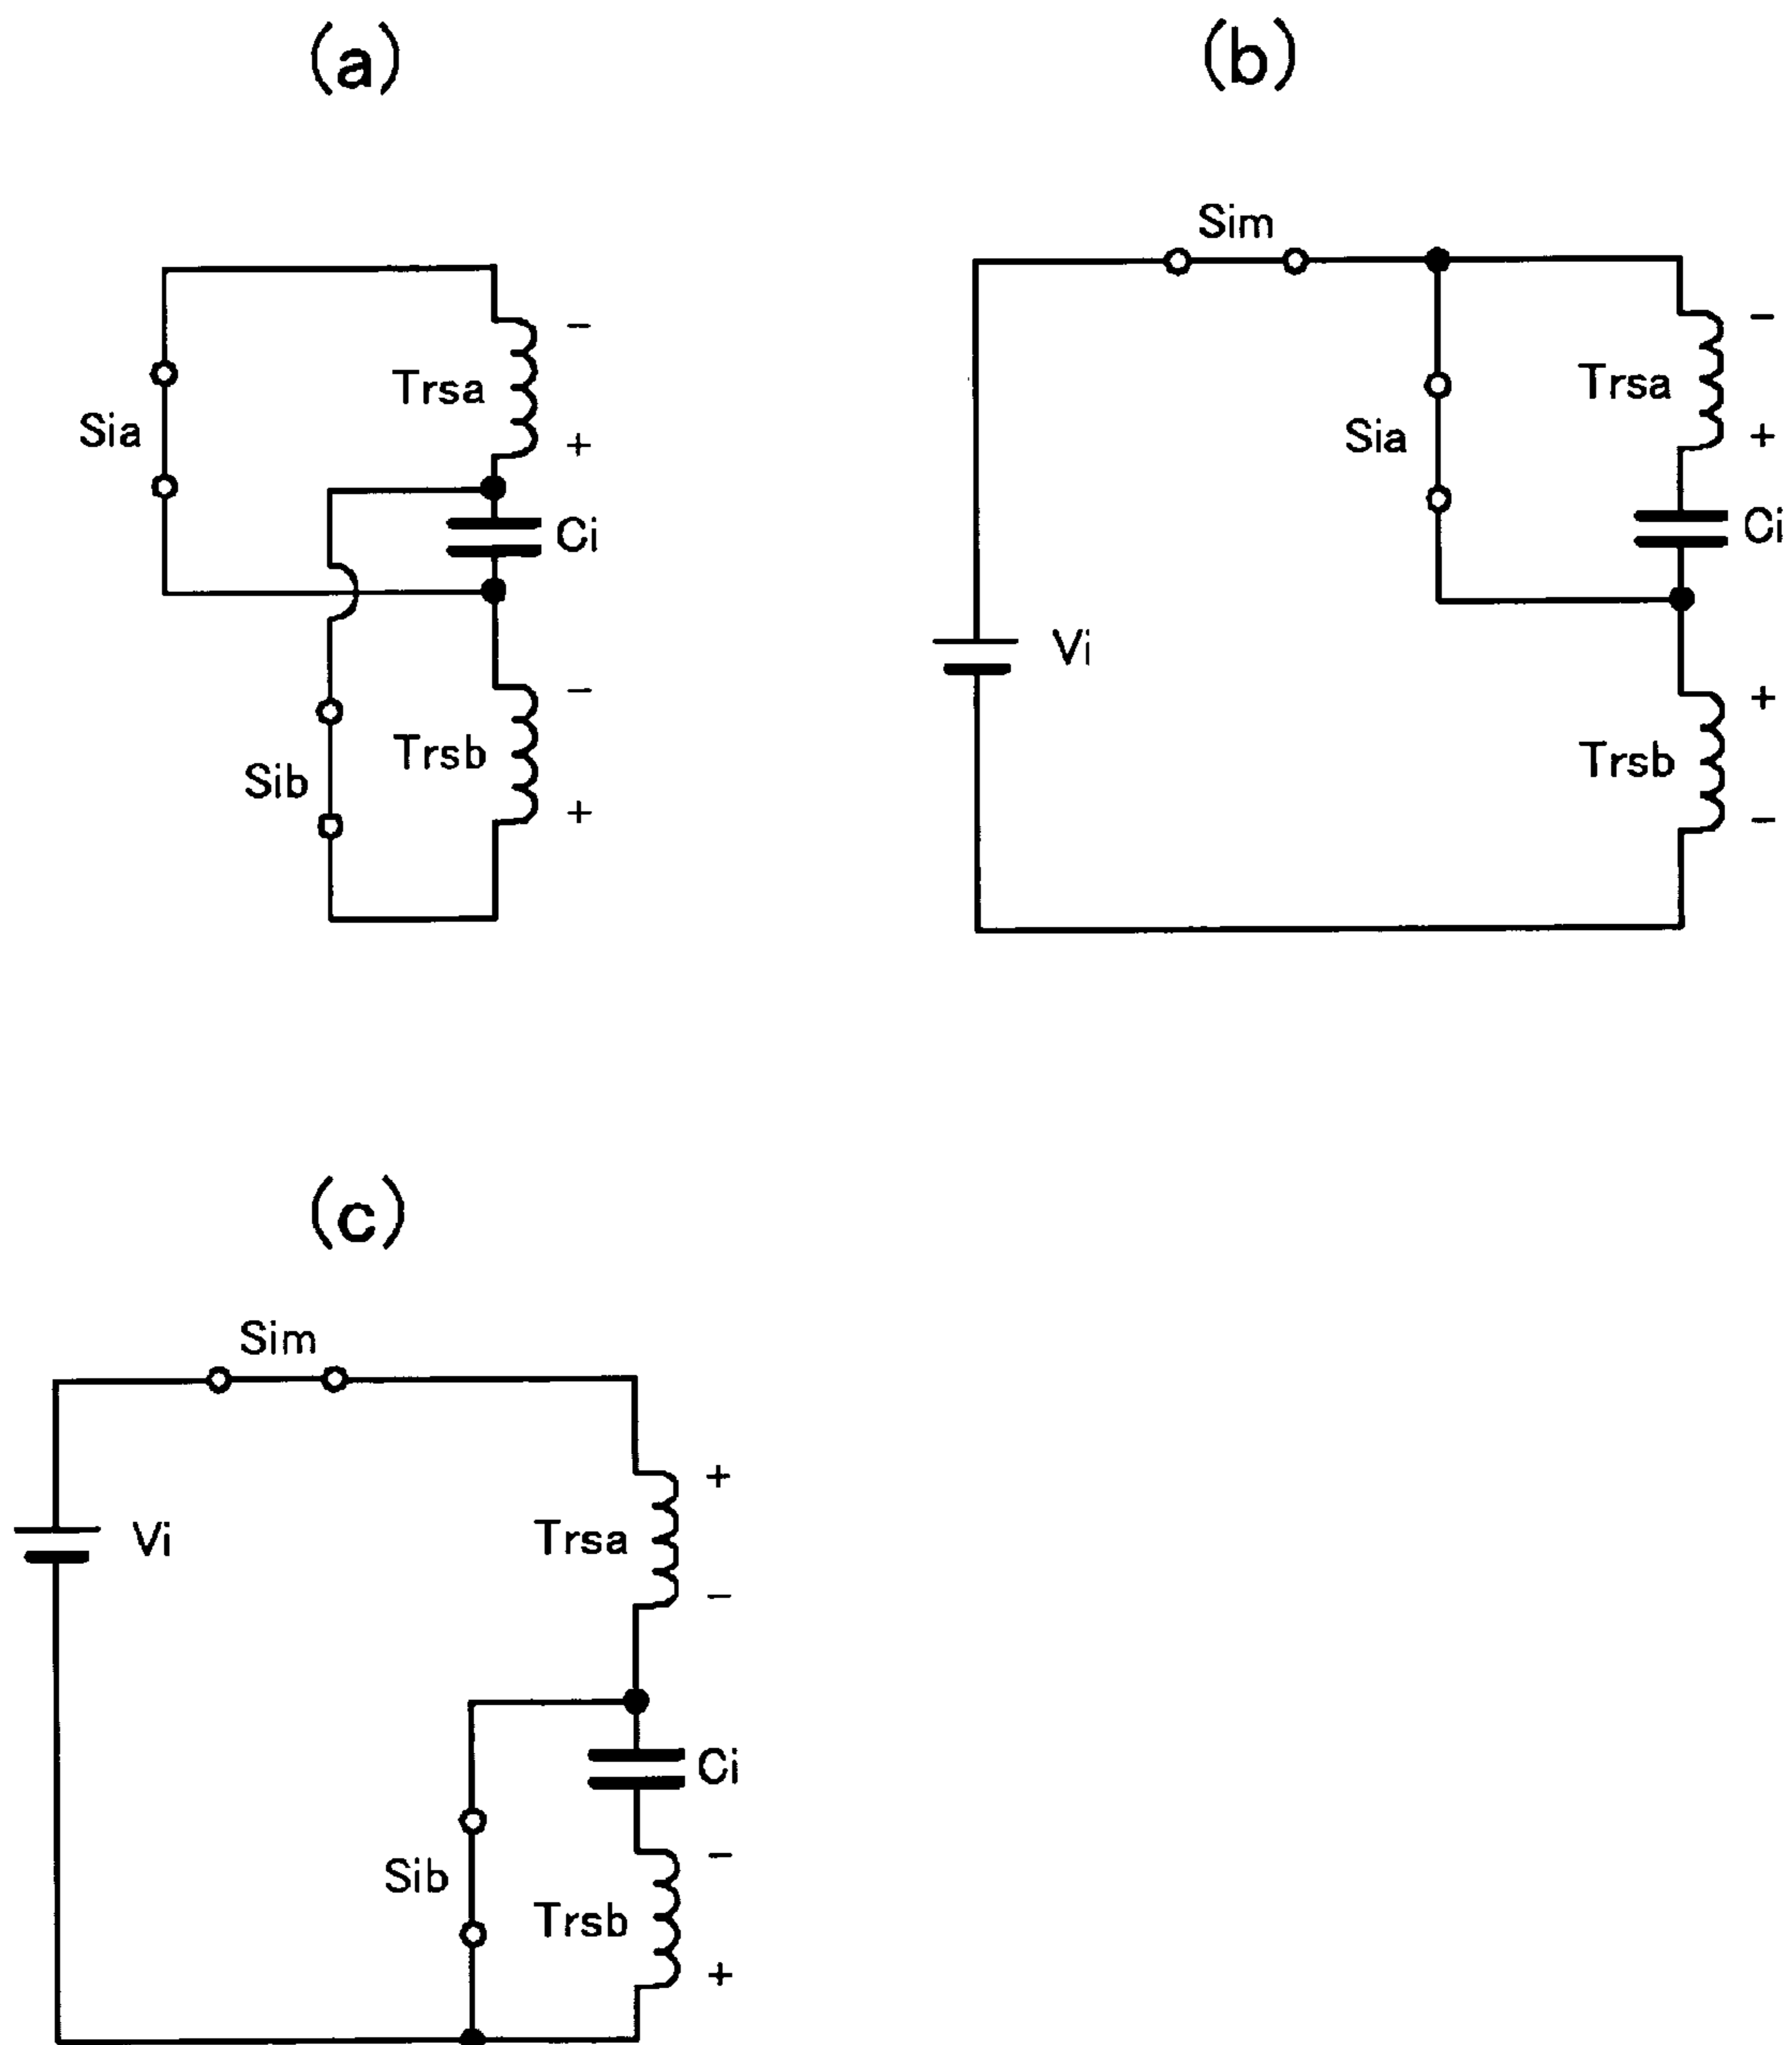 (a)
Sia
Trsa
−
+
Ci
Sib
Trsb
−
+
(b)
Sim
Vi
Sia
Trsa
−
+
Ci
Trsb
+
−
(c)
Sim
Vi
Trsa
+
−
Ci
Sib
Trsb
−
+